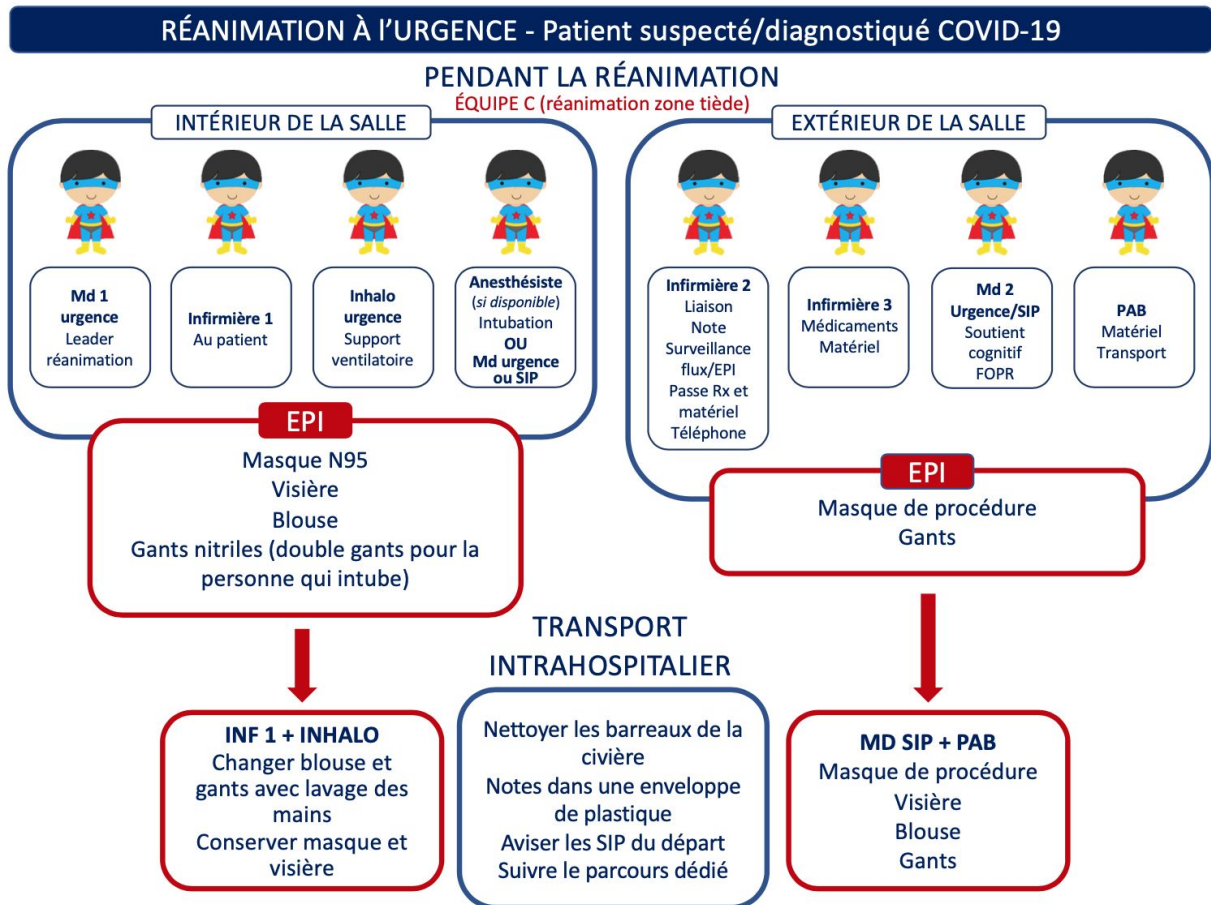 RÉANIMATION À l'URGENCE - Patient suspecté/diagnostiqué COVID-19
PENDANT LA RÉANIMATION
ÉQUIPE C (réanimation zone tiède)
INTÉRIEUR DE LA SALLE
Md 1
urgence
Leader
réanimation
Infirmière 1
Au patient
Inhalo
urgence
Support
ventilatoire
Anesthésiste
(si disponible)
Intubation
OU
Md urgence
ou SIP
EPI
Masque N95
Visière
Blouse
Gants nitriles (double gants pour la
personne qui intube)
EXTÉRIEUR DE LA SALLE
Infirmière 2
Liaison
Note
Surveillance
flux/EPI
Passe Rx et
matériel
Téléphone
Infirmière 3
Médicaments
Matériel
Md 2
Urgence/SIP
Soutient
cognitif
FOPR
PAB
Matériel
Transport
EPI
Masque de procédure
Gants
TRANSPORT
INTRAHOSPITALIER
INF 1 + INHALO
Changer blouse et
gants avec lavage des
mains
Conserver masque et
visière
Nettoyer les barreaux de la
civière
Notes dans une enveloppe
de plastique
Aviser les SIP du départ
Suivre le parcours dédié
MD SIP + PAB
Masque de procédure
Visière
Blouse
Gants